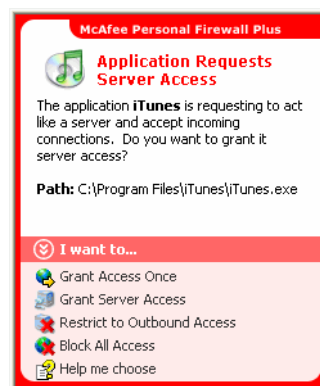 McAfee Personal Firewall Plus
Application Requests
Server Access
The application iTunes is requesting to act
like a server and accept incoming
connections. Do you want to grant it
server access?
Path: C:\Program Files\iTunes\iTunes.exe
I want to...
Grant Access Once
Grant Server Access
Restrict to Outbound Access
Block All Access
Help me choose